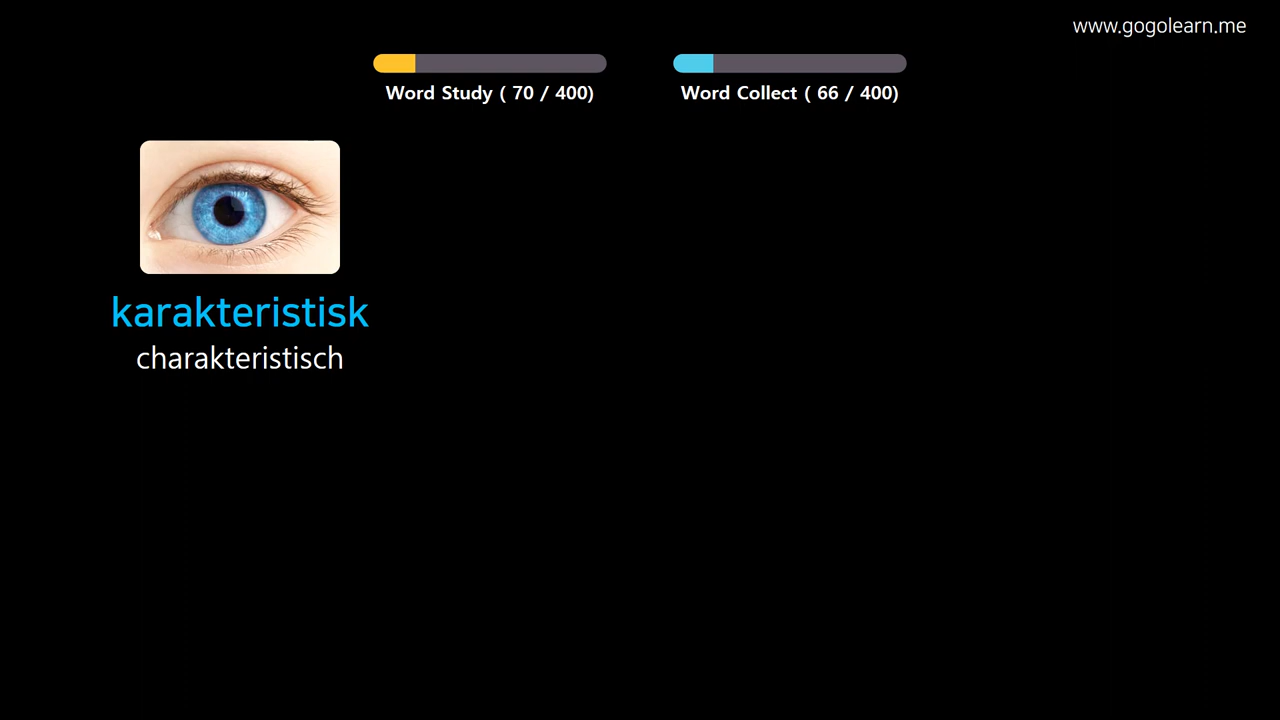 www.gogolearn.me
Word Study ( 70 / 400)
Word Collect ( 66 / 400)
karakteristisk
charakteristisch